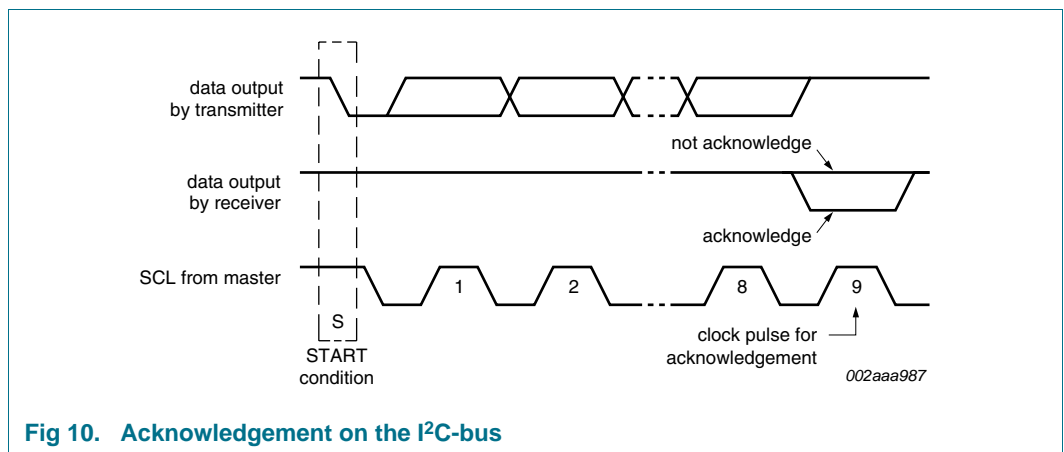 data output
by transmitter
not acknowledge
data output
by receiver
acknowledge
SCL from master
1
2
8
9
S
START
condition
clock pulse for
acknowledgement
002aaa987
Fig 10. Acknowledgement on the I²C-bus